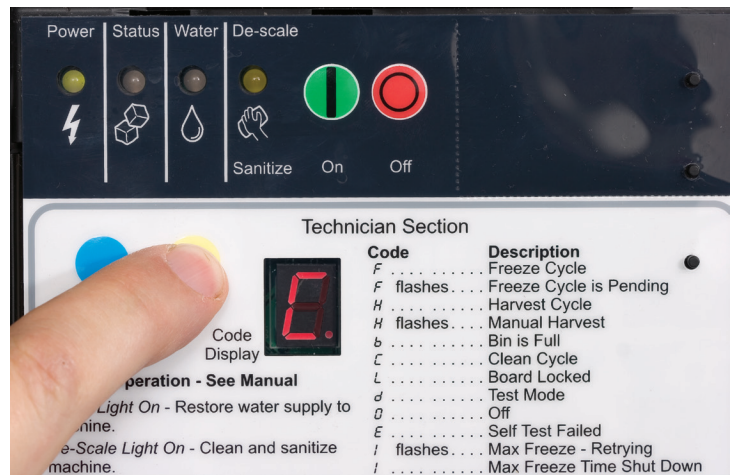 Power Status Water De-scale
Sanitize On Off
Technician Section
Code Description
F .......... Freeze Cycle
F flashes.... Freeze Cycle is Pending
H .......... Harvest Cycle
H flashes.... Manual Harvest
b .......... Bin is Full
C .......... Clean Cycle
L .......... Board Locked
d .......... Test Mode
0 .......... Off
E .......... Self Test Failed
1 flashes.... Max Freeze - Retrying
1 .......... Max Freeze Time Shut Down
C.
Code
Display
peration - See Manual
Light On - Restore water supply to
ine.
e-Scale Light On - Clean and sanitize
machine.